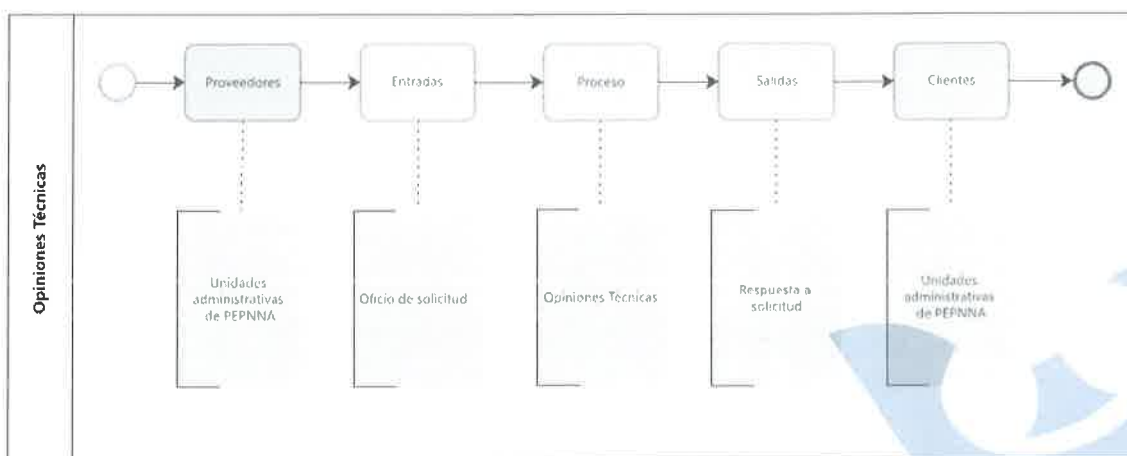 Opiniones Técnicas
Proveedores
Entradas
Proceso
Salidas
Clientes
Unidades
administrativas
de PEPNNA
Oficio de solicitud
Opiniones Técnicas
Respuesta a
solicitud
Unidades
administrativas
de PEPNNA